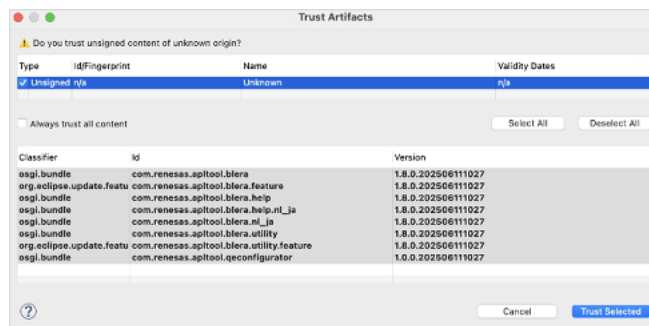 Trust Artifacts
Do you trust unsigned content of unknown origin?
Type Id/Fingerprint Name Validity Dates
Unsigned n/a Unknown n/a
Always trust all content Select All Deselect All
Classifier Id Version
osgi.bundle com.renesas.apltool.blera 1.8.0.202506111027
org.eclipse.update.featu com.renesas.apltool.blera.feature 1.8.0.202506111027
osgi.bundle com.renesas.apltool.blera.help 1.8.0.202506111027
osgi.bundle com.renesas.apltool.blera.help.nl_ja 1.8.0.202506111027
osgi.bundle com.renesas.apltool.blera.nl_ja 1.8.0.202506111027
osgi.bundle com.renesas.apltool.blera.utility 1.8.0.202506111027
org.eclipse.update.featu com.renesas.apltool.blera.utility.feature 1.8.0.202506111027
osgi.bundle com.renesas.apltool.qeconfigurator 1.0.0.202506111027
? Cancel Trust Selected